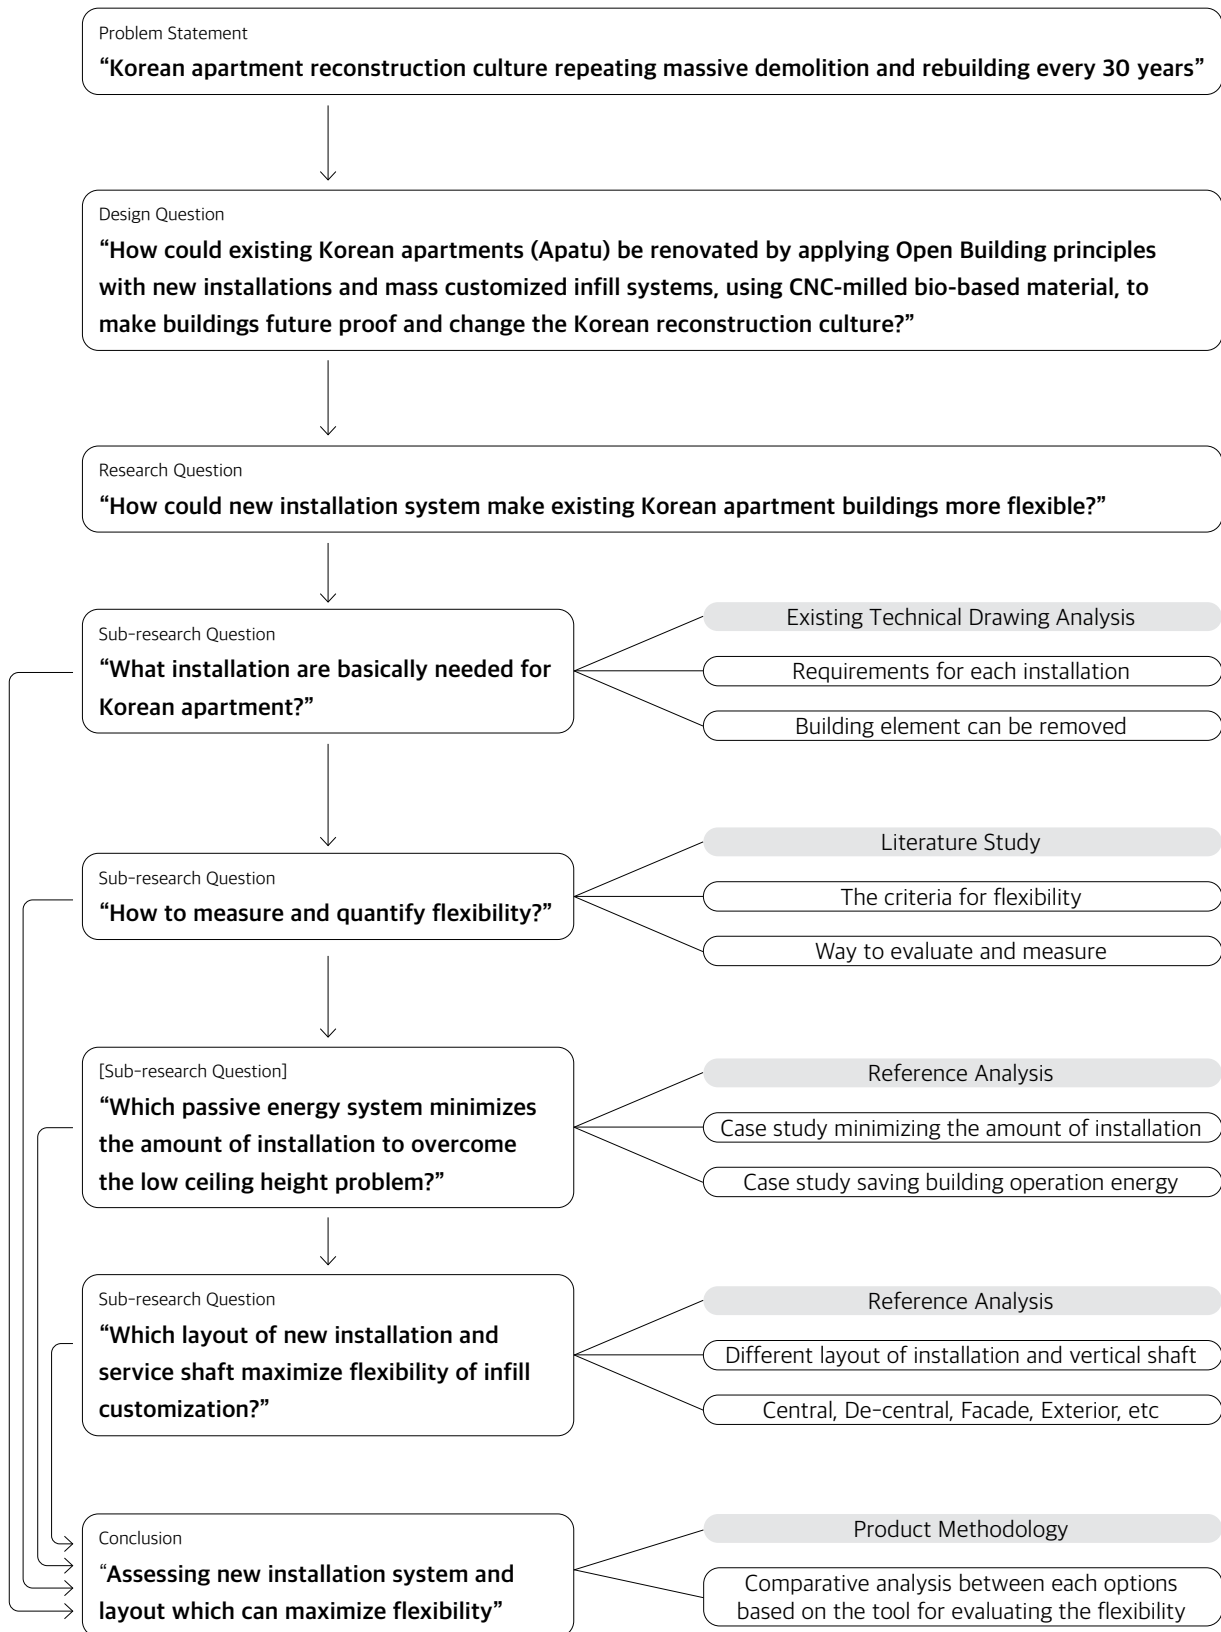 Problem Statement
“Korean apartment reconstruction culture repeating massive demolition and rebuilding every 30 years”
Design Question
“How could existing Korean apartments (Apatu) be renovated by applying Open Building principles
with new installations and mass customized infill systems, using CNC-milled bio-based material, to
make buildings future proof and change the Korean reconstruction culture?”
Research Question
“How could new installation system make existing Korean apartment buildings more flexible?”
Sub-research Question
“What installation are basically needed for
Korean apartment?”
Existing Technical Drawing Analysis
Requirements for each installation
Building element can be removed
Sub-research Question
“How to measure and quantify flexibility?”
Literature Study
The criteria for flexibility
Way to evaluate and measure
[Sub-research Question]
“Which passive energy system minimizes
the amount of installation to overcome
the low ceiling height problem?”
Reference Analysis
Case study minimizing the amount of installation
Case study saving building operation energy
Sub-research Question
“Which layout of new installation and
service shaft maximize flexibility of infill
customization?”
Reference Analysis
Different layout of installation and vertical shaft
Central, De-central, Facade, Exterior, etc
Conclusion
“Assessing new installation system and
layout which can maximize flexibility”
Product Methodology
Comparative analysis between each options
based on the tool for evaluating the flexibility